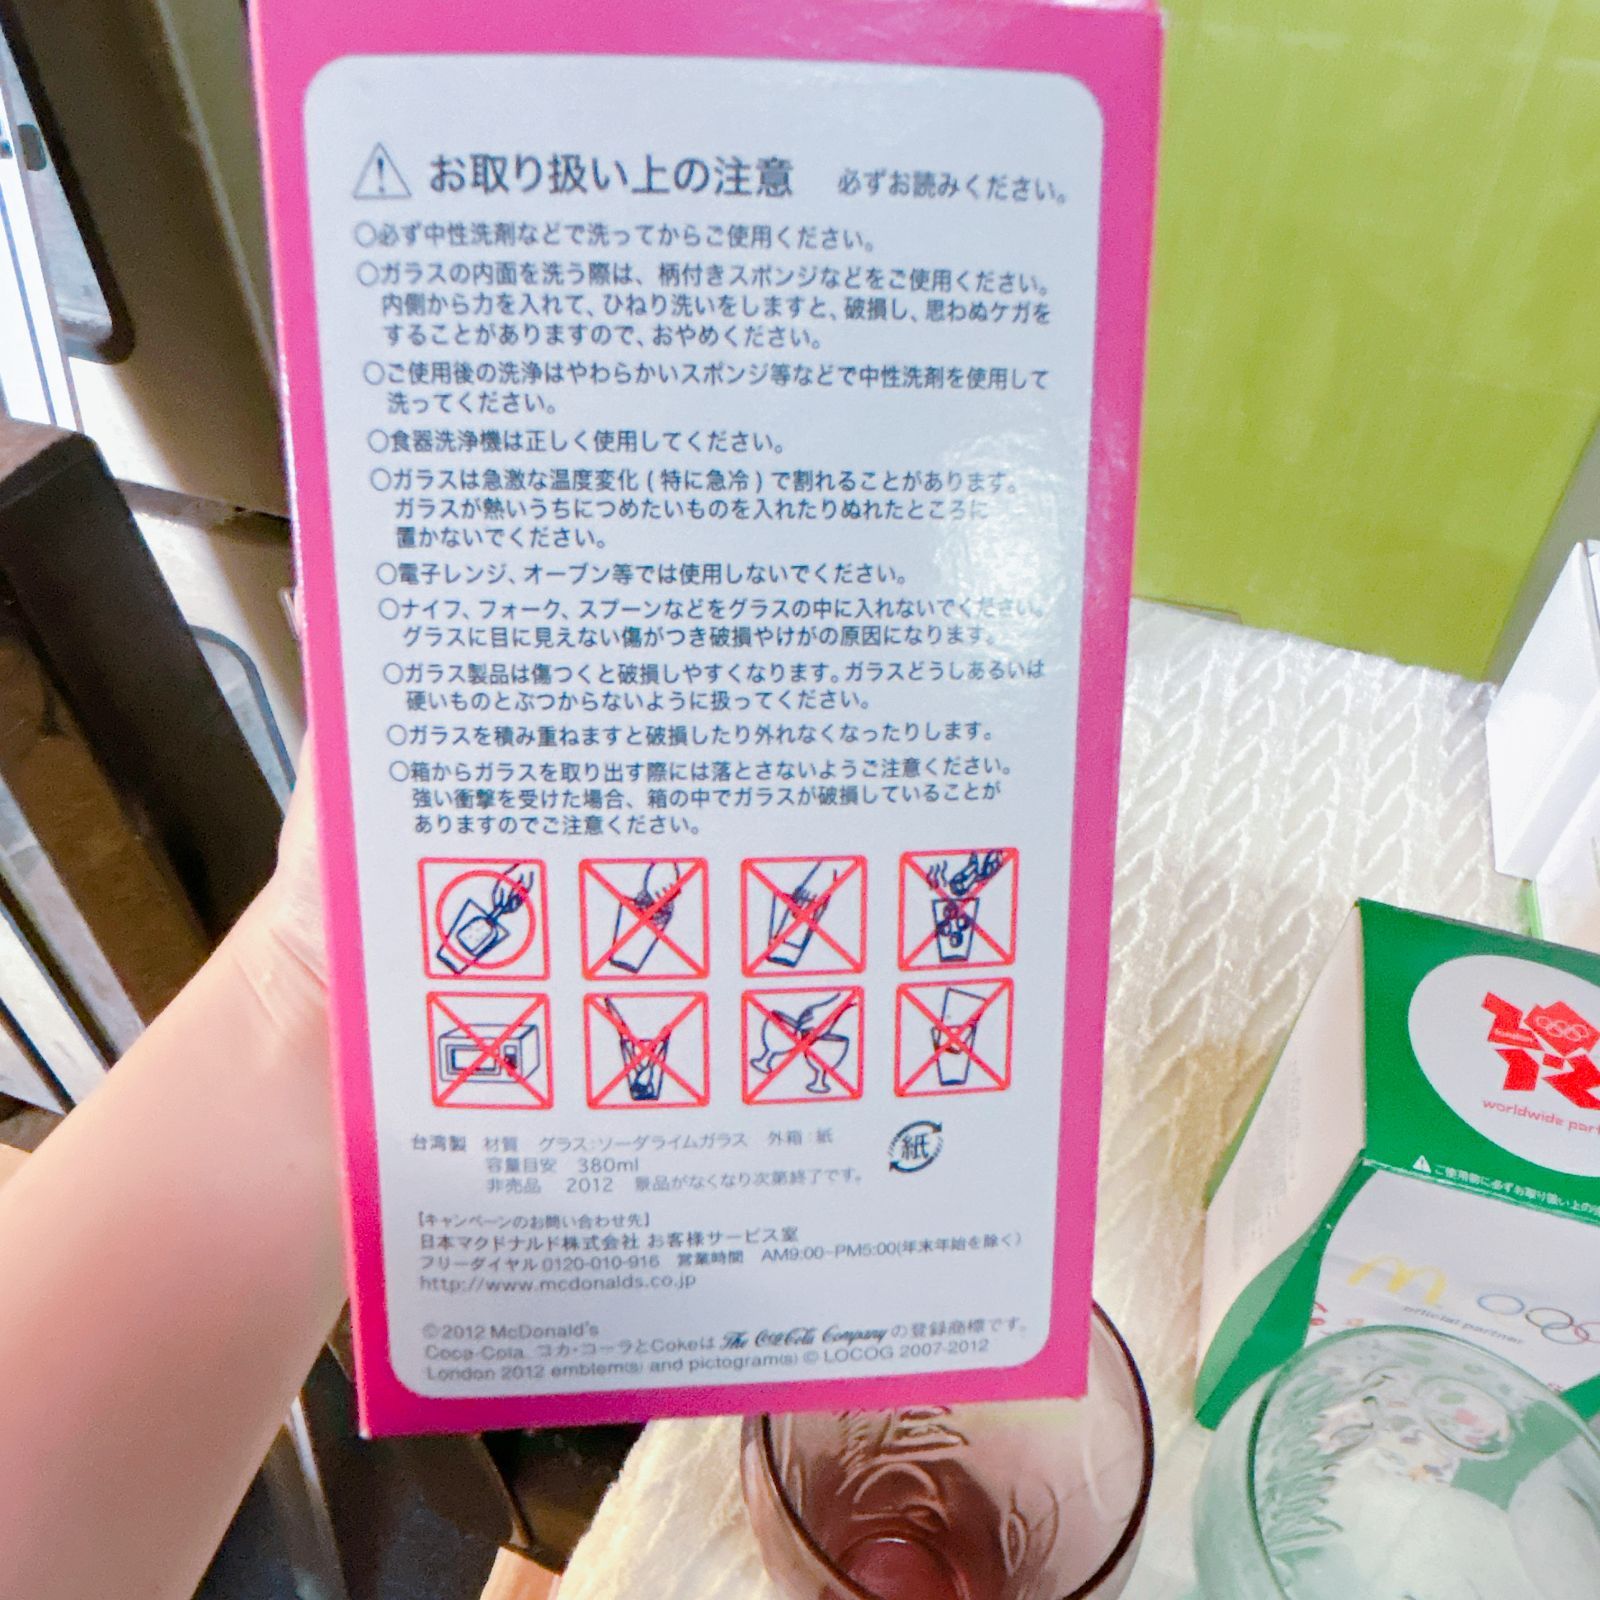 お取り扱い上の注意 必ずお読みください。
○必ず中性洗剤などで洗ってからご使用ください。
○ガラスの内面を洗う際は、柄付きスポンジなどをご使用ください。
内側から力を入れて、ひねり洗いをしますと、破損し、思わぬケガを
することがありますので、おやめください。
○ご使用後の洗浄はやわらかいスポンジ等などで中性洗剤を使用して
洗ってください。
○食器洗浄機は正しく使用してください。
○ガラスは急激な温度変化(特に急冷)で割れることがあります。
ガラスが熱いうちにつめたいものを入れたりぬれたところに
置かないでください。
○電子レンジ、オーブン等では使用しないでください。
○ナイフ、フォーク、スプーンなどをグラスの中に入れないでください。
グラスに目に見えない傷がつき破損やけがの原因になります。
○ガラス製品は傷つくと破損しやすくなります。ガラスどうしあるいは
硬いものとぶつからないように扱ってください。
○ガラスを積み重ねますと破損したり外れなくなったりします。
○箱からガラスを取り出す際には落とさないようご注意ください。
強い衝撃を受けた場合、箱の中でガラスが破損していることが
ありますのでご注意ください。
台湾製 材質 グラス:ソーダライムガラス 外箱:紙
容量目安 380ml
非売品 2012 景品がなくなり次第終了です。
紙
【キャンペーンのお問い合わせ先】
日本マクドナルド株式会社 お客様サービス室
フリーダイヤル0120-010-916 営業時間 AM9:00~PM5:00(年末年始を除く)
http://www.mcdonalds.co.jp
©2012 McDonald's
Coca-Cola、コカ・コーラとCokeは The Coca-Cola Company の登録商標です。
London 2012 emblem(s) and pictogram(s) © LOCOG 2007-2012
worldwide
ご使用前に必ずお取り扱い上の
official partner